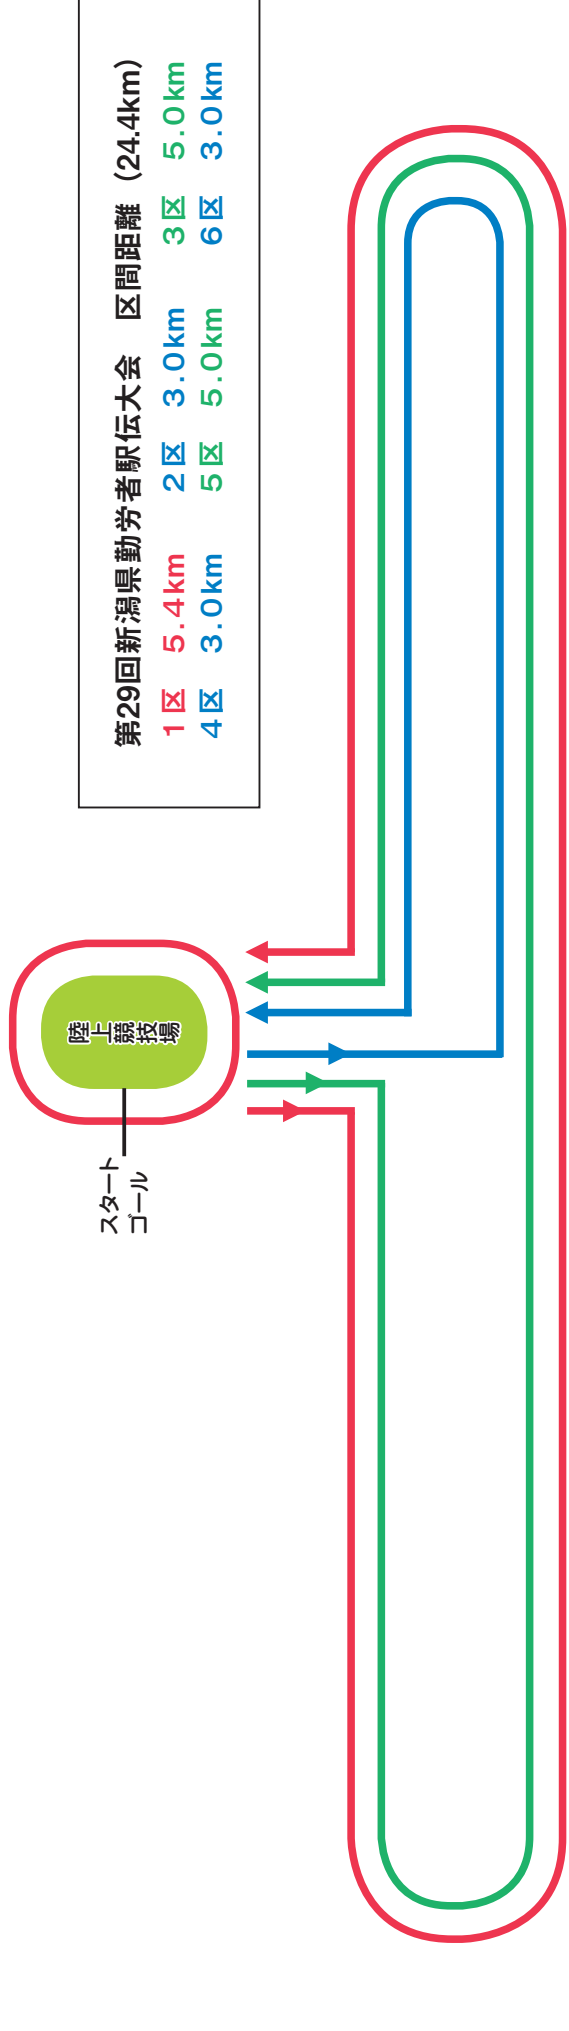 第29回新潟県勤労者駅伝大会　区間距離（24.4km）
１区　５.４km　２区　３.０km　３区　５.０km
４区　３.０km　５区　５.０km　６区　３.０km
陸上競技場
スタート
ゴール